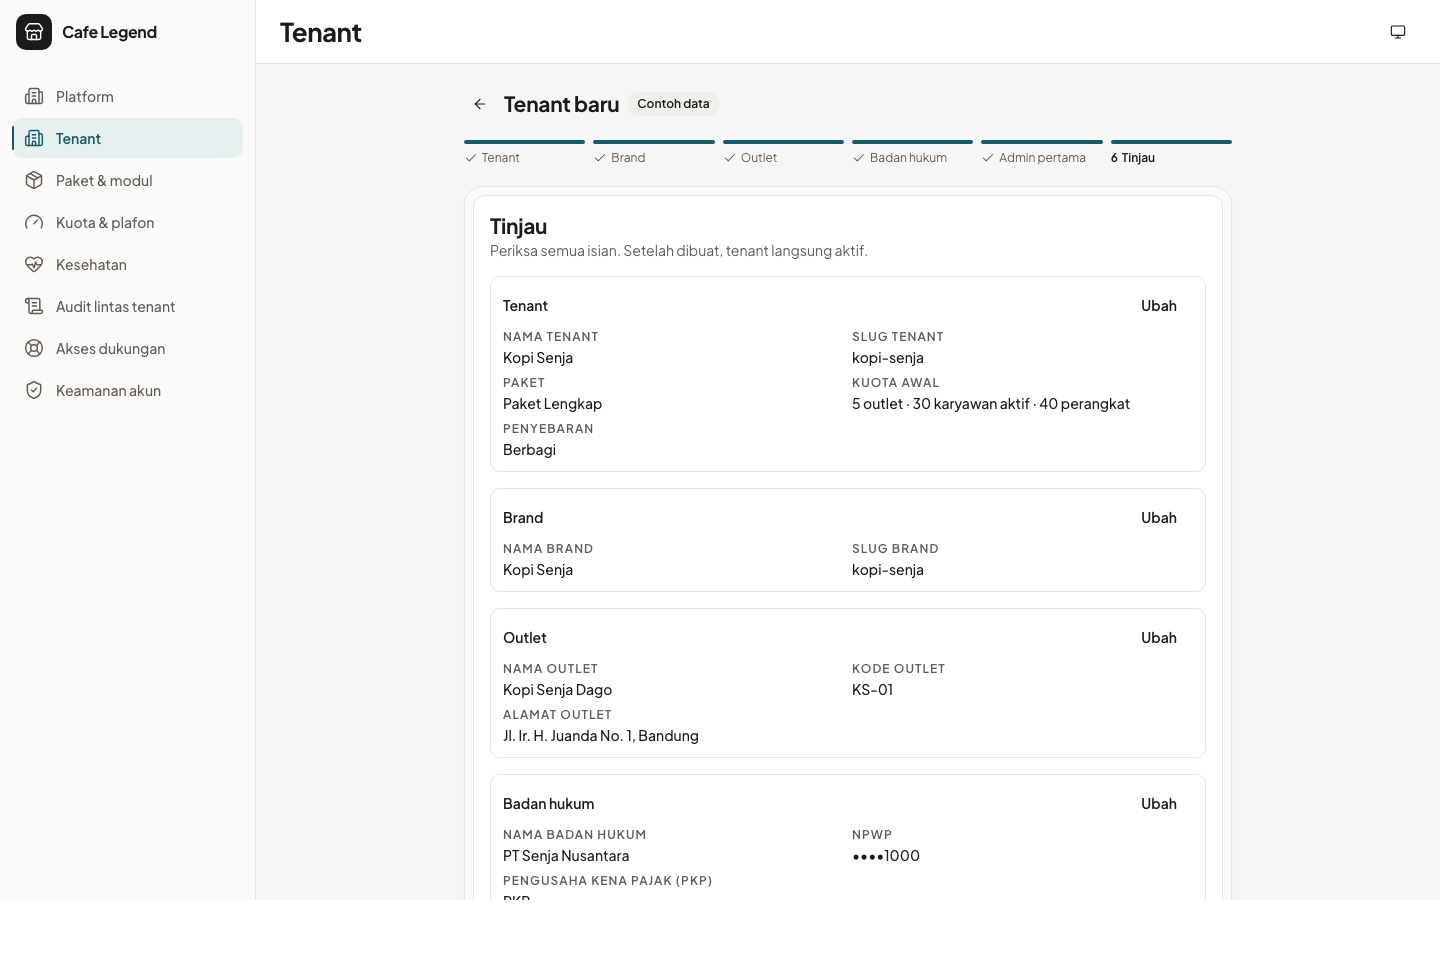 Cafe Legend
Tenant
Platform
Tenant
Paket & modul
Kuota & plafon
Kesehatan
Audit lintas tenant
Akses dukungan
Keamanan akun
Tenant baru
Contoh data
Tenant
Brand
Outlet
Badan hukum
Admin pertama
6 Tinjau
Tinjau
Periksa semua isian. Setelah dibuat, tenant langsung aktif.
Tenant
Ubah
NAMA TENANT
SLUG TENANT
Kopi Senja
kopi-senja
PAKET
KUOTA AWAL
Paket Lengkap
5 outlet · 30 karyawan aktif · 40 perangkat
PENYEBARAN
Berbagi
Brand
Ubah
NAMA BRAND
SLUG BRAND
Kopi Senja
kopi-senja
Outlet
Ubah
NAMA OUTLET
KODE OUTLET
Kopi Senja Dago
KS-01
ALAMAT OUTLET
Jl. Ir. H. Juanda No. 1, Bandung
Badan hukum
Ubah
NAMA BADAN HUKUM
NPWP
PT Senja Nusantara
••••1000
PENGUSAHA KENA PAJAK (PKP)
PKP